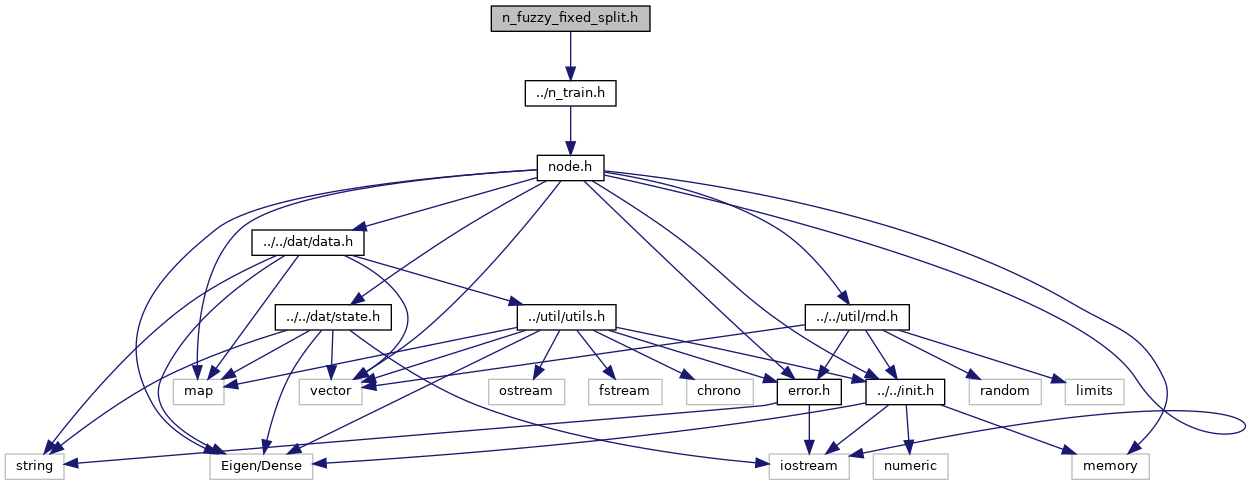 n_fuzzy_fixed_split.h
../n_train.h
node.h
../../dat/data.h
../../dat/state.h
../util/utils.h
../../util/rnd.h
map
vector
ostream
fstream
chrono
error.h
../../init.h
random
limits
string
Eigen/Dense
iostream
numeric
memory